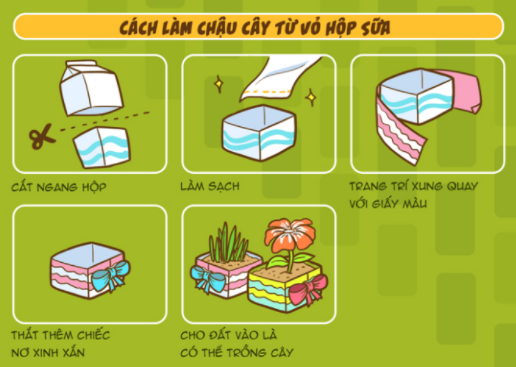 CÁCH LÀM CHẬU CÂY TỪ VỎ HỘP SỮA
CẮT NGANG HỘP
LÀM SẠCH
TRANG TRÍ XUNG QUAY
VỚI GIẤY MÀU
THẮT THÊM CHIẾC
NƠ XINH XẮN
CHO ĐẤT VÀO LÀ
CÓ THỂ TRỒNG CÂY